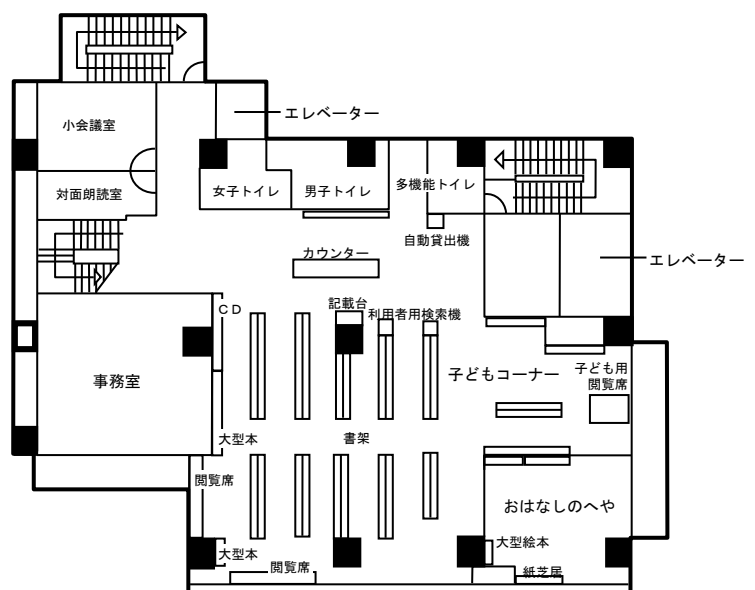 エレベーター
小会議室
対面朗読室
女子トイレ
男子トイレ
多機能トイレ
自動貸出機
カウンター
エレベーター
CD
記載台
利用者用検索機
事務室
子どもコーナー
子ども用
閲覧席
大型本
書架
閲覧席
おはなしのへや
大型本
大型絵本
閲覧席
紙芝居